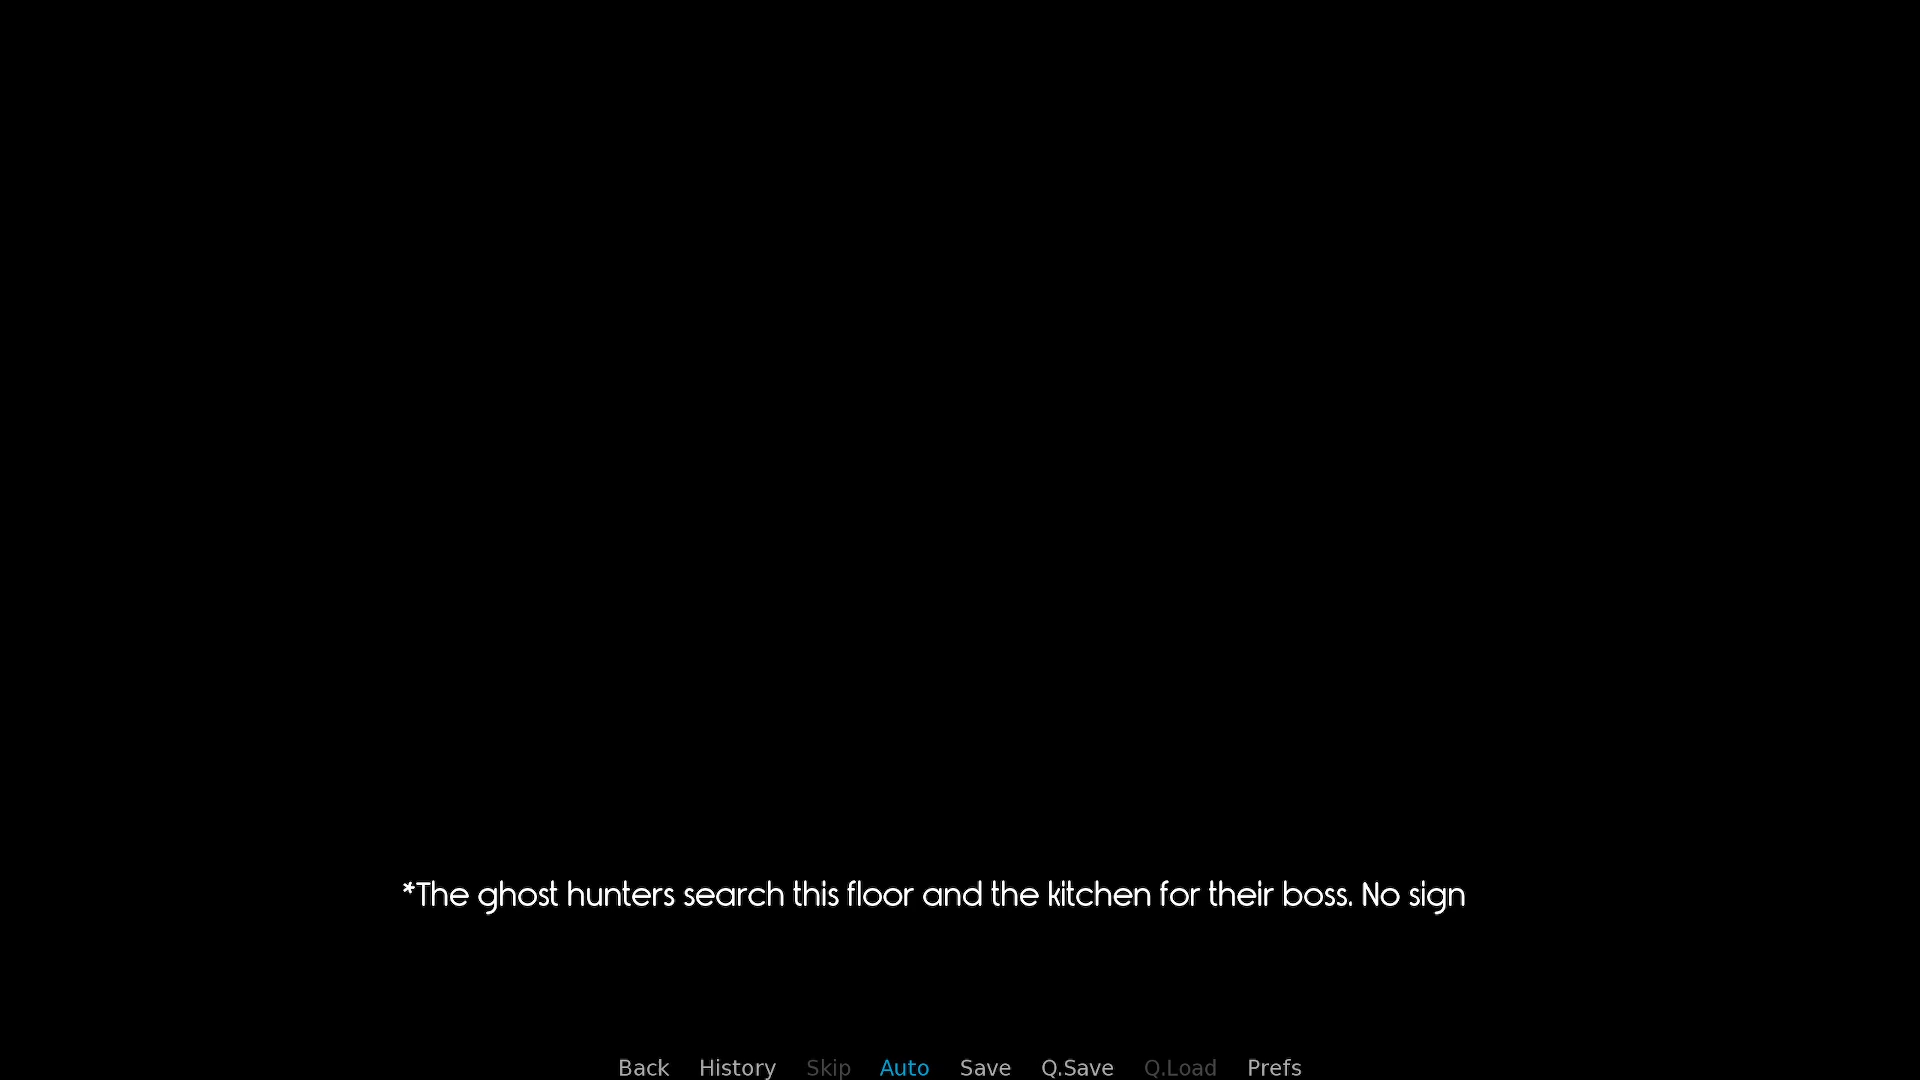 *The ghost hunters search this floor and the kitchen for their boss. No sign
Back History Skip Auto Save Q.Save Q.Load Prefs